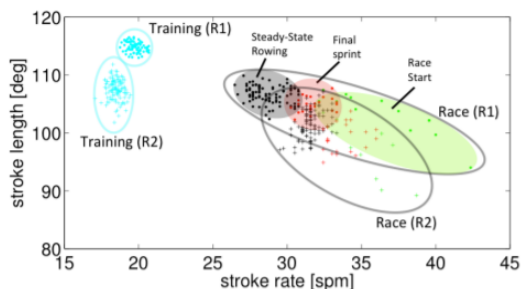 Training (R1)
Steady-State
Rowing
Final
sprint
Race
Start
Race (R1)
Training (R2)
Race (R2)
120
110
100
90
80
15
20
25
30
35
40
45
stroke length [deg]
stroke rate [spm]